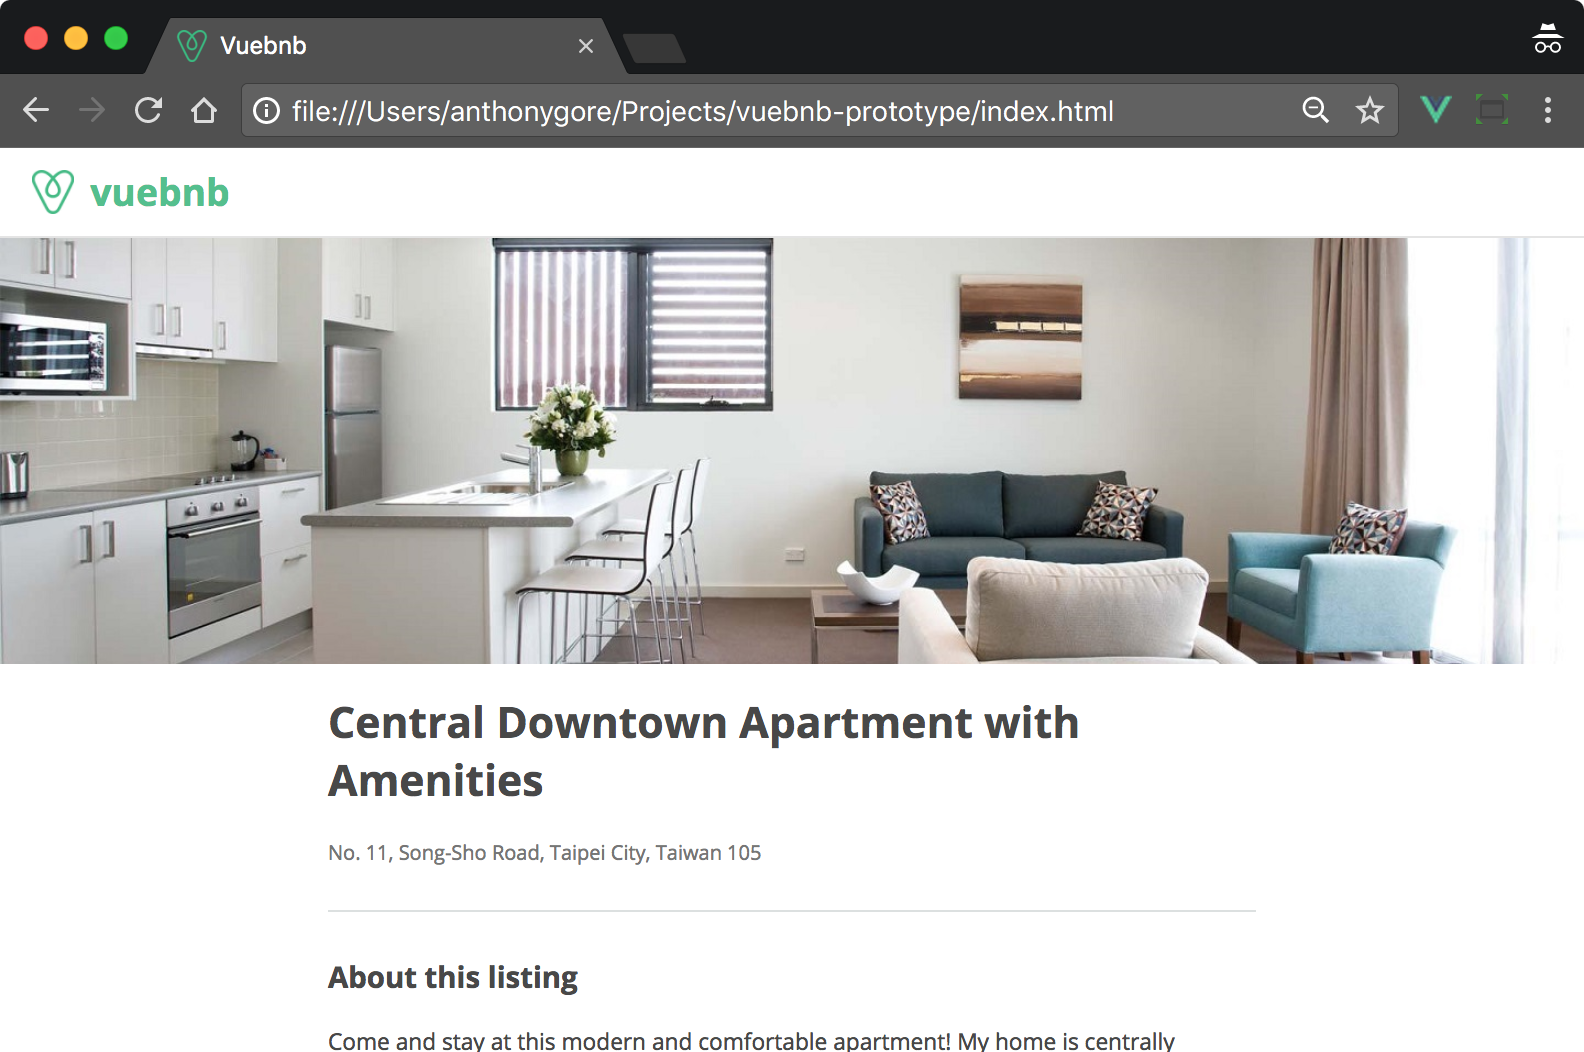 Vuebnb
file:///Users/anthonygore/Projects/vuebnb-prototype/index.html
vuebnb
Central Downtown Apartment with
Amenities
No. 11, Song-Sho Road, Taipei City, Taiwan 105
About this listing
Come and stay at this modern and comfortable apartment! My home is centrally